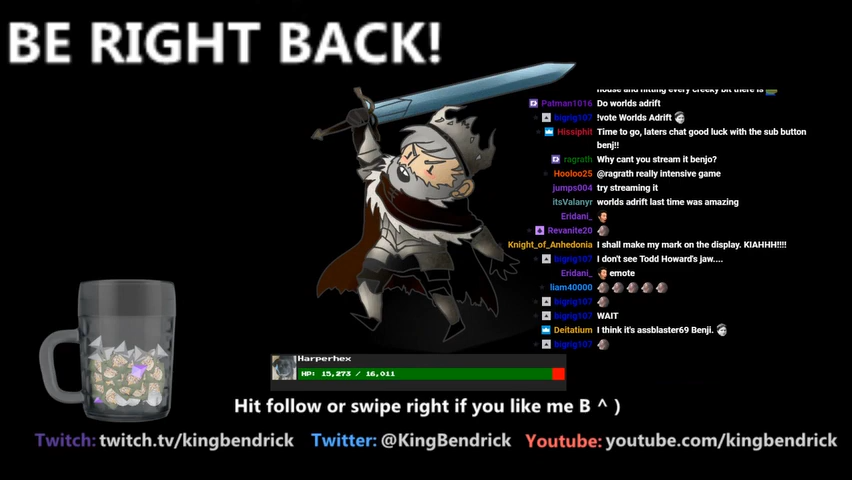 BE RIGHT BACK!
house and hitting every creeky bit there is
Patman1016 Do worlds adrift
bigrig107 !vote Worlds Adrift
Hissiphit Time to go, laters chat good luck with the sub button
benj!!
ragrath Why cant you stream it benjo?
Hooloo25 @ragrath really intensive game
jumps004 try streaming it
itsValanyr worlds adrift last time was amazing
Eridani_
Revanite20
Knight_of_Anhedonia I shall make my mark on the display. KIAHHH!!!!
bigrig107 I don't see Todd Howard's jaw....
Eridani_ emote
liam40000
bigrig107
bigrig107 WAIT
Deitatium I think it's assblaster69 Benji.
bigrig107
Harperhex
HP: 15,273 / 16,011
Hit follow or swipe right if you like me B ^ )
Twitch: twitch.tv/kingbendrick Twitter: @KingBendrick Youtube: youtube.com/kingbendrick